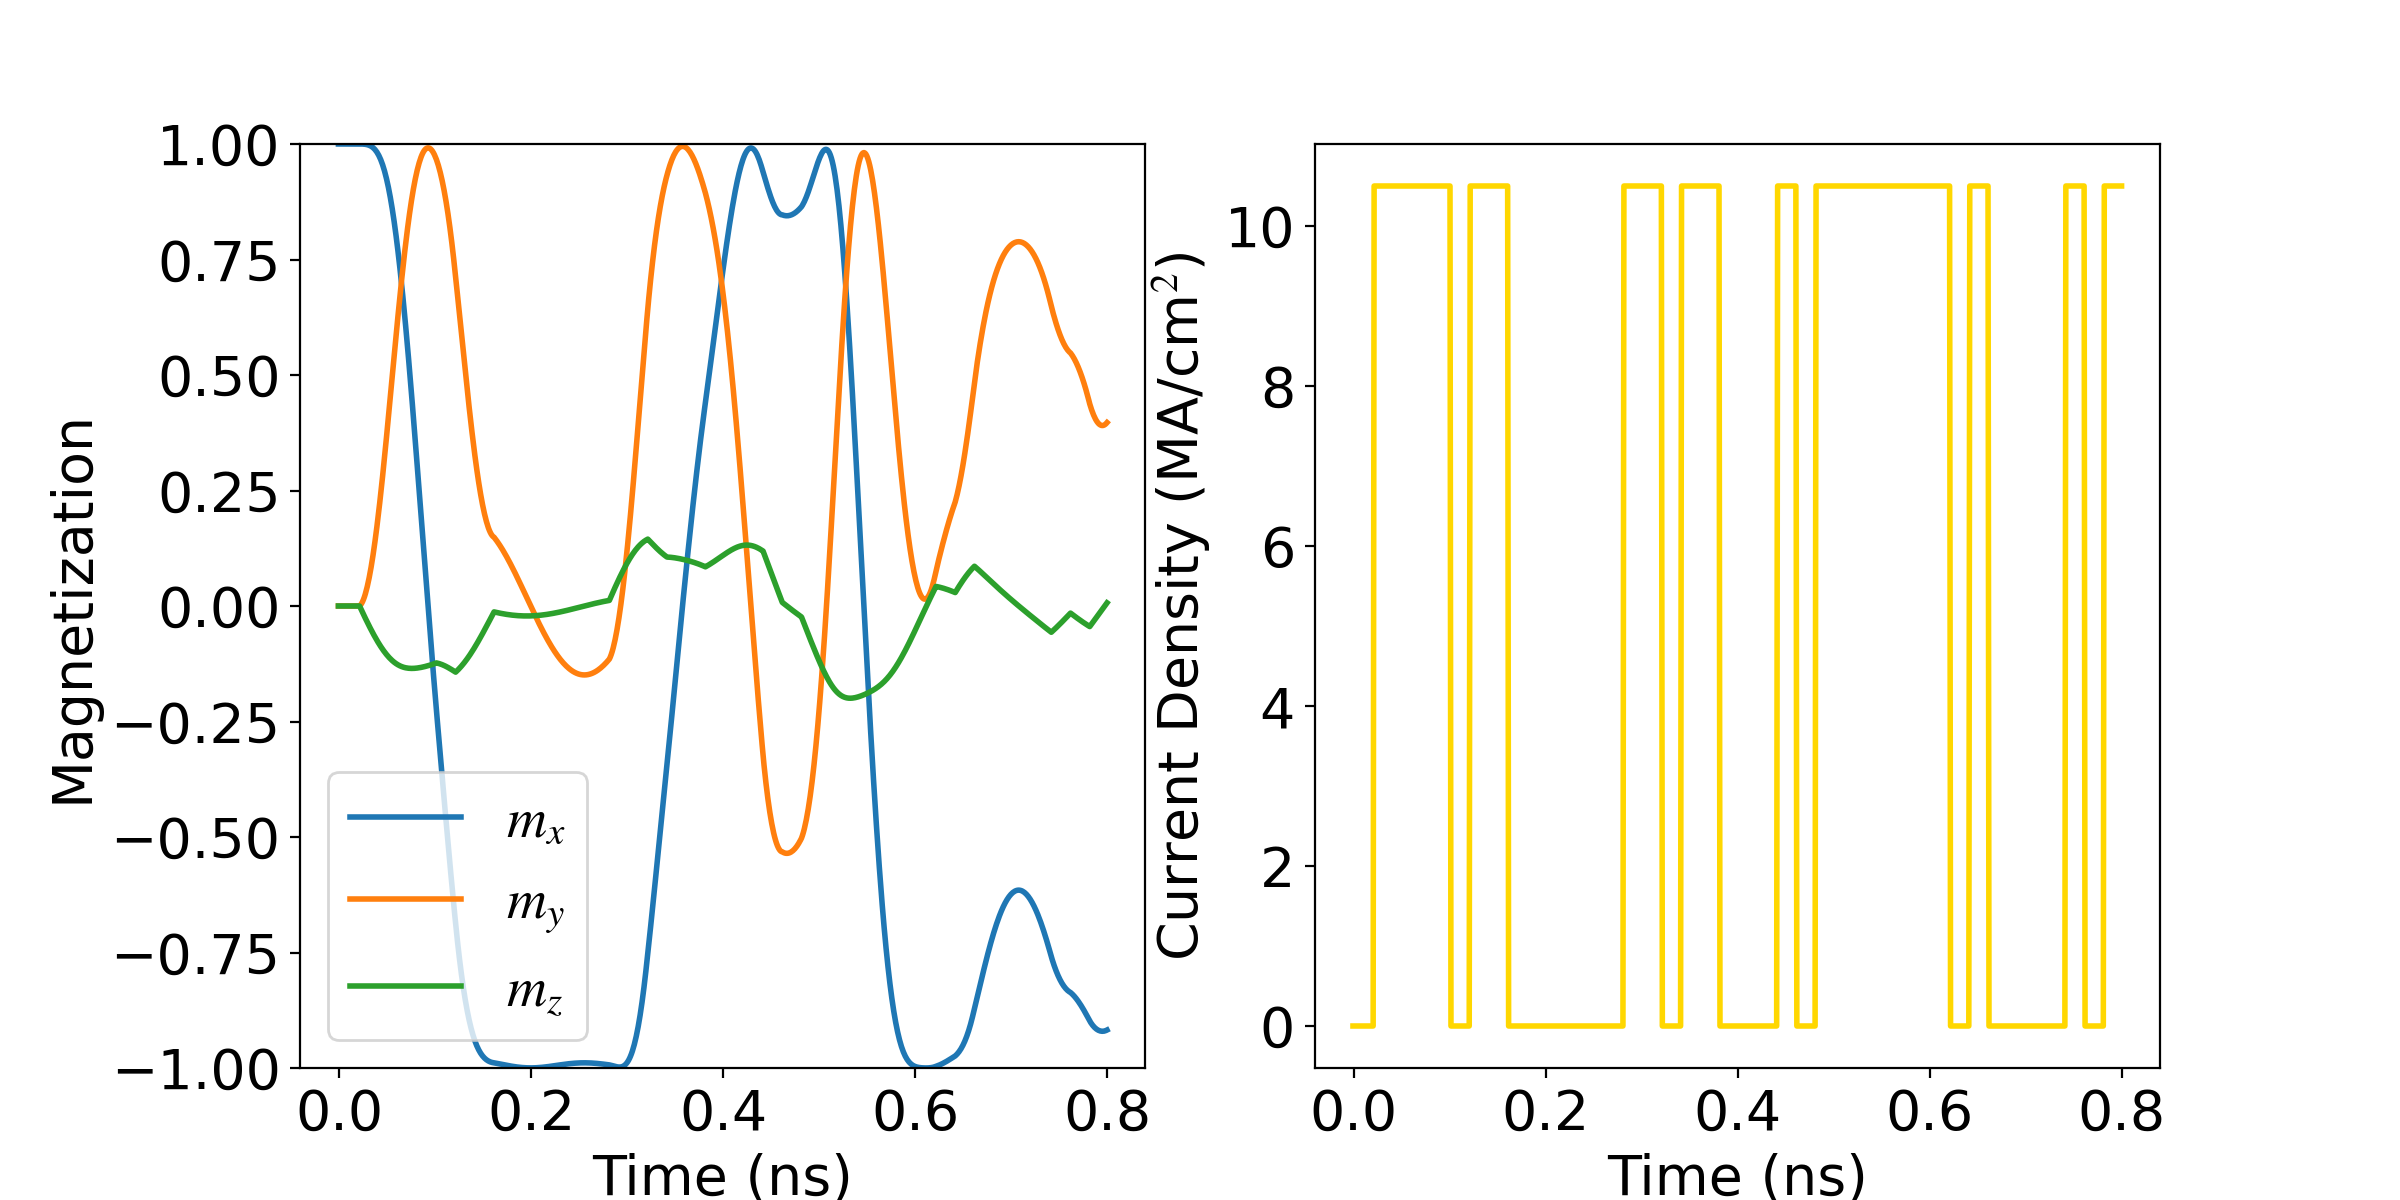 1.00
0.75
0.50
0.25
0.00
−0.25
−0.50
−0.75
−1.00
0.0 0.2 0.4 0.6 0.8
Time (ns)
Magnetization
m_x
m_y
m_z
10
8
6
4
2
0
0.0 0.2 0.4 0.6 0.8
Time (ns)
Current Density (MA/cm²)